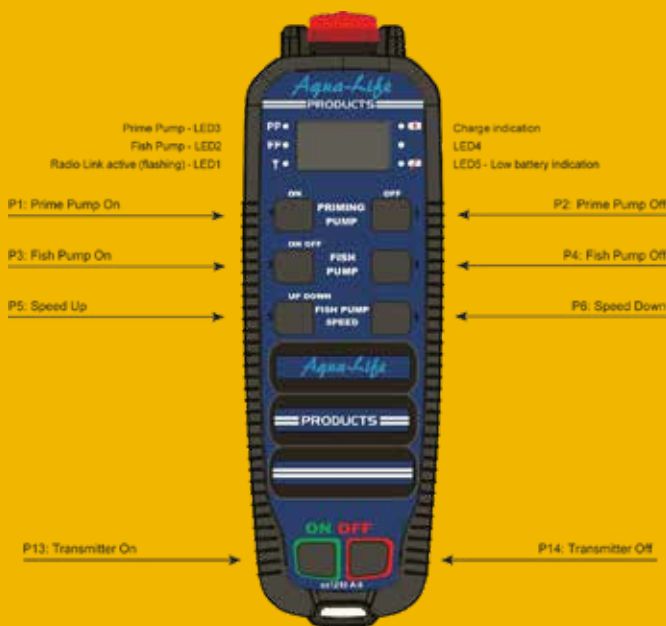 Aqua-Life
PRODUCTS
Prime Pump - LED3
PP
Charge indication
Fish Pump - LED2
FP
LED4
Radio Link active (flashing) - LED1
T
LED5 - Low battery indication
ON
OFF
P1: Prime Pump On
PRIMING
PUMP
P2: Prime Pump Off
ON OFF
P3: Fish Pump On
FISH
PUMP
P4: Fish Pump Off
UP DOWN
P5: Speed Up
FISH PUMP
SPEED
P6: Speed Down
Aqua-Life
PRODUCTS
ON OFF
P13: Transmitter On
P14: Transmitter Off